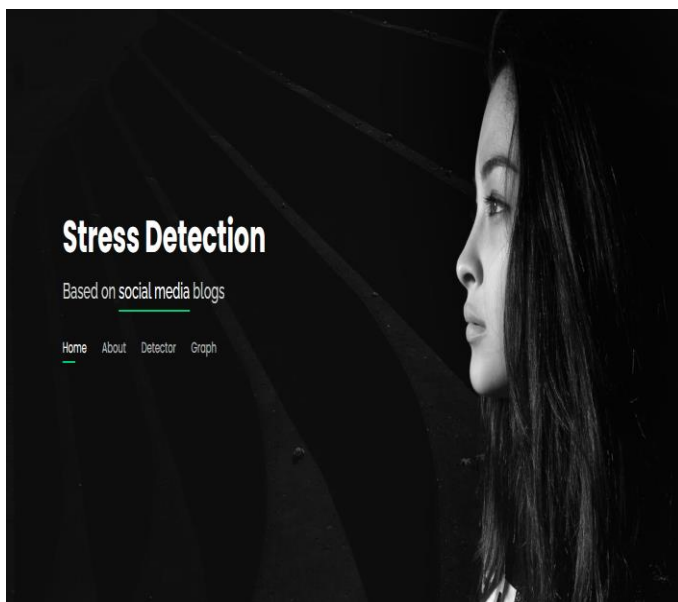 Stress Detection
Based on social media blogs
Home About Detector Graph